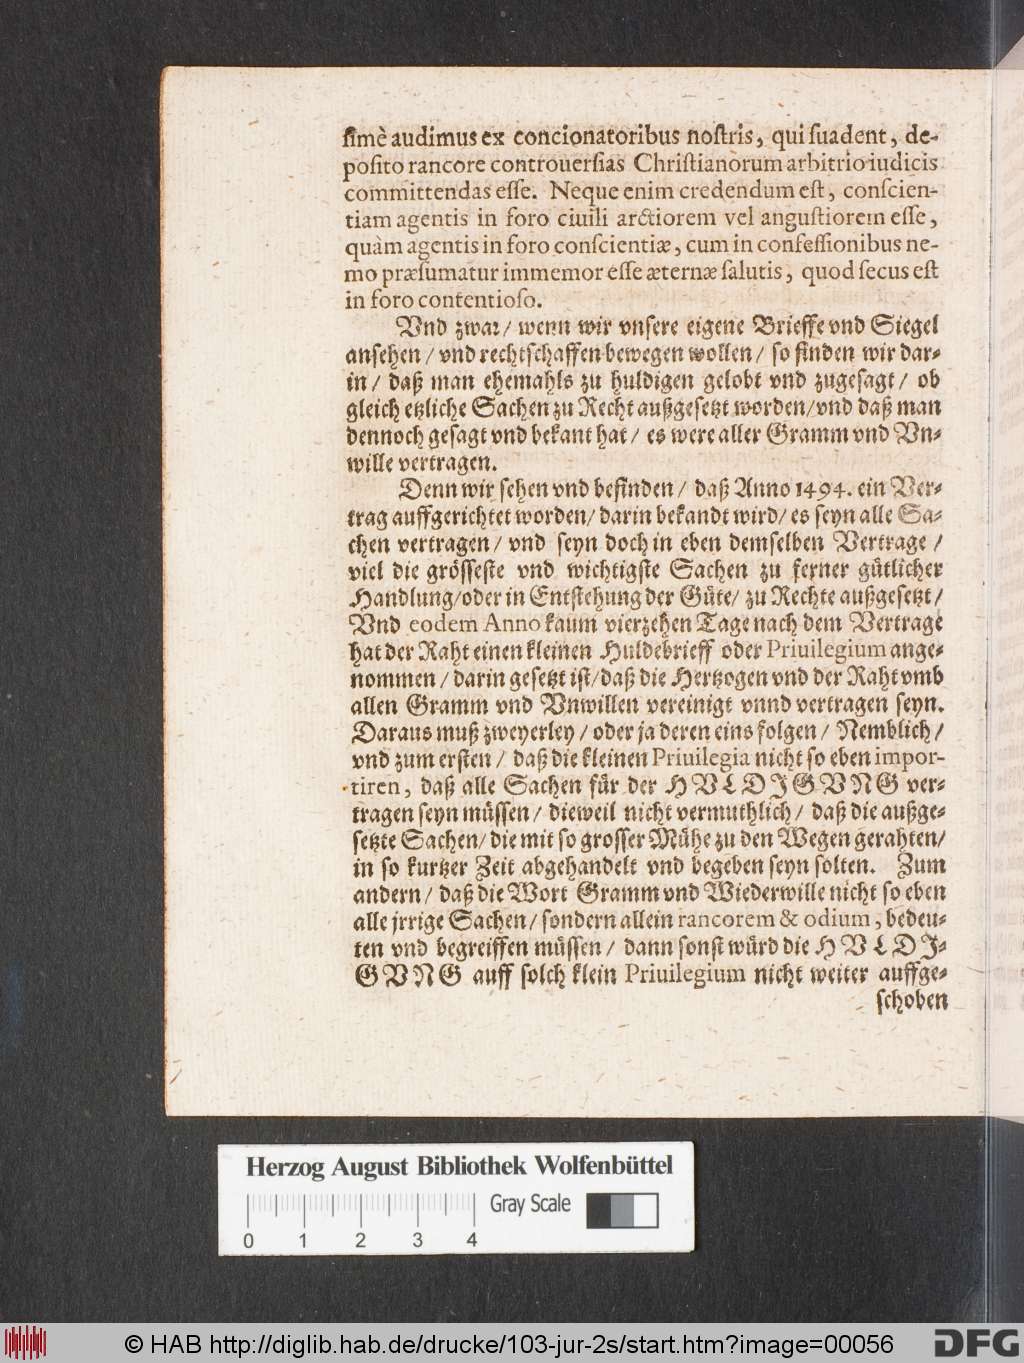 ſimè audimus ex concionatoribus noſtris, qui ſuadent, de-
poſito rancore controuerſias Chriſtianorum arbitrio iudicis
committendas eſſe. Neque enim credendum eſt, conſcien-
tiam agentis in foro ciuili arctiorem vel anguſtiorem eſſe,
quàm agentis in foro conſcientiæ, cum in confeſſionibus ne-
mo præſumatur immemor eſſe æternæ ſalutis, quod ſecus eſt
in foro contentioſo.
Vnd zwar/ wenn wir vnſere eigene Brieffe vnd Siegel
anſehen/ vnd rechtſchaffen bewegen wollen/ ſo finden wir dar-
in/ daß man ehemahls zu huldigen gelobt vnd zugeſagt/ ob
gleich etzliche Sachen zu Recht außgeſetzt worden/vnd daß man
dennoch geſagt vnd bekant hat/ es were aller Gramm vnd Vn-
wille vertragen.
Denn wir ſehen vnd befinden/ daß Anno 1494. ein Ver-
trag auffgerichtet worden/ darin bekandt wird/ es ſeyn alle Sa-
chen vertragen/ vnd ſeyn doch in eben demſelben Vertrage/
viel die gröſſeſte vnd wichtigſte Sachen zu ferner gütlicher
Handlung/oder in Entſtehung der Güte/ zu Rechte außgeſetzt/
Vnd eodem Anno kaum vierzehen Tage nach dem Vertrage
hat der Raht einen kleinen Huldebrieff oder Priuilegium ange-
nommen/ darin geſetzt iſt/daß die Hertzogen vnd der Raht vmb
allen Gramm vnd Vnwillen vereinigt vnnd vertragen ſeyn.
Daraus muß zweyerley/ oder ja deren eins folgen/ Nemblich/
vnd zum erſten/ daß die kleinen Priuilegia nicht ſo eben impor-
tiren, daß alle Sachen für der HVLDIGVNG ver-
tragen ſeyn müſſen/ dieweil nicht vermuthlich/ daß die außge-
ſetzte Sachen/ die mit ſo groſſer Mühe zu den Wegen gerahten/
in ſo kurtzer Zeit abgehandelt vnd begeben ſeyn ſolten. Zum
andern/ daß die Wort Gramm vnd Wiederwille nicht ſo eben
alle jrrige Sachen/ ſondern allein rancorem & odium, bedeu-
ten vnd begreiffen müſſen/ dann ſonſt würd die HVLDI-
GVNG auff ſolch klein Priuilegium nicht weiter auffge-
ſchoben
Herzog August Bibliothek Wolfenbüttel
Gray Scale
0 1 2 3 4
© HAB http://diglib.hab.de/drucke/103-jur-2s/start.htm?image=00056
DFG